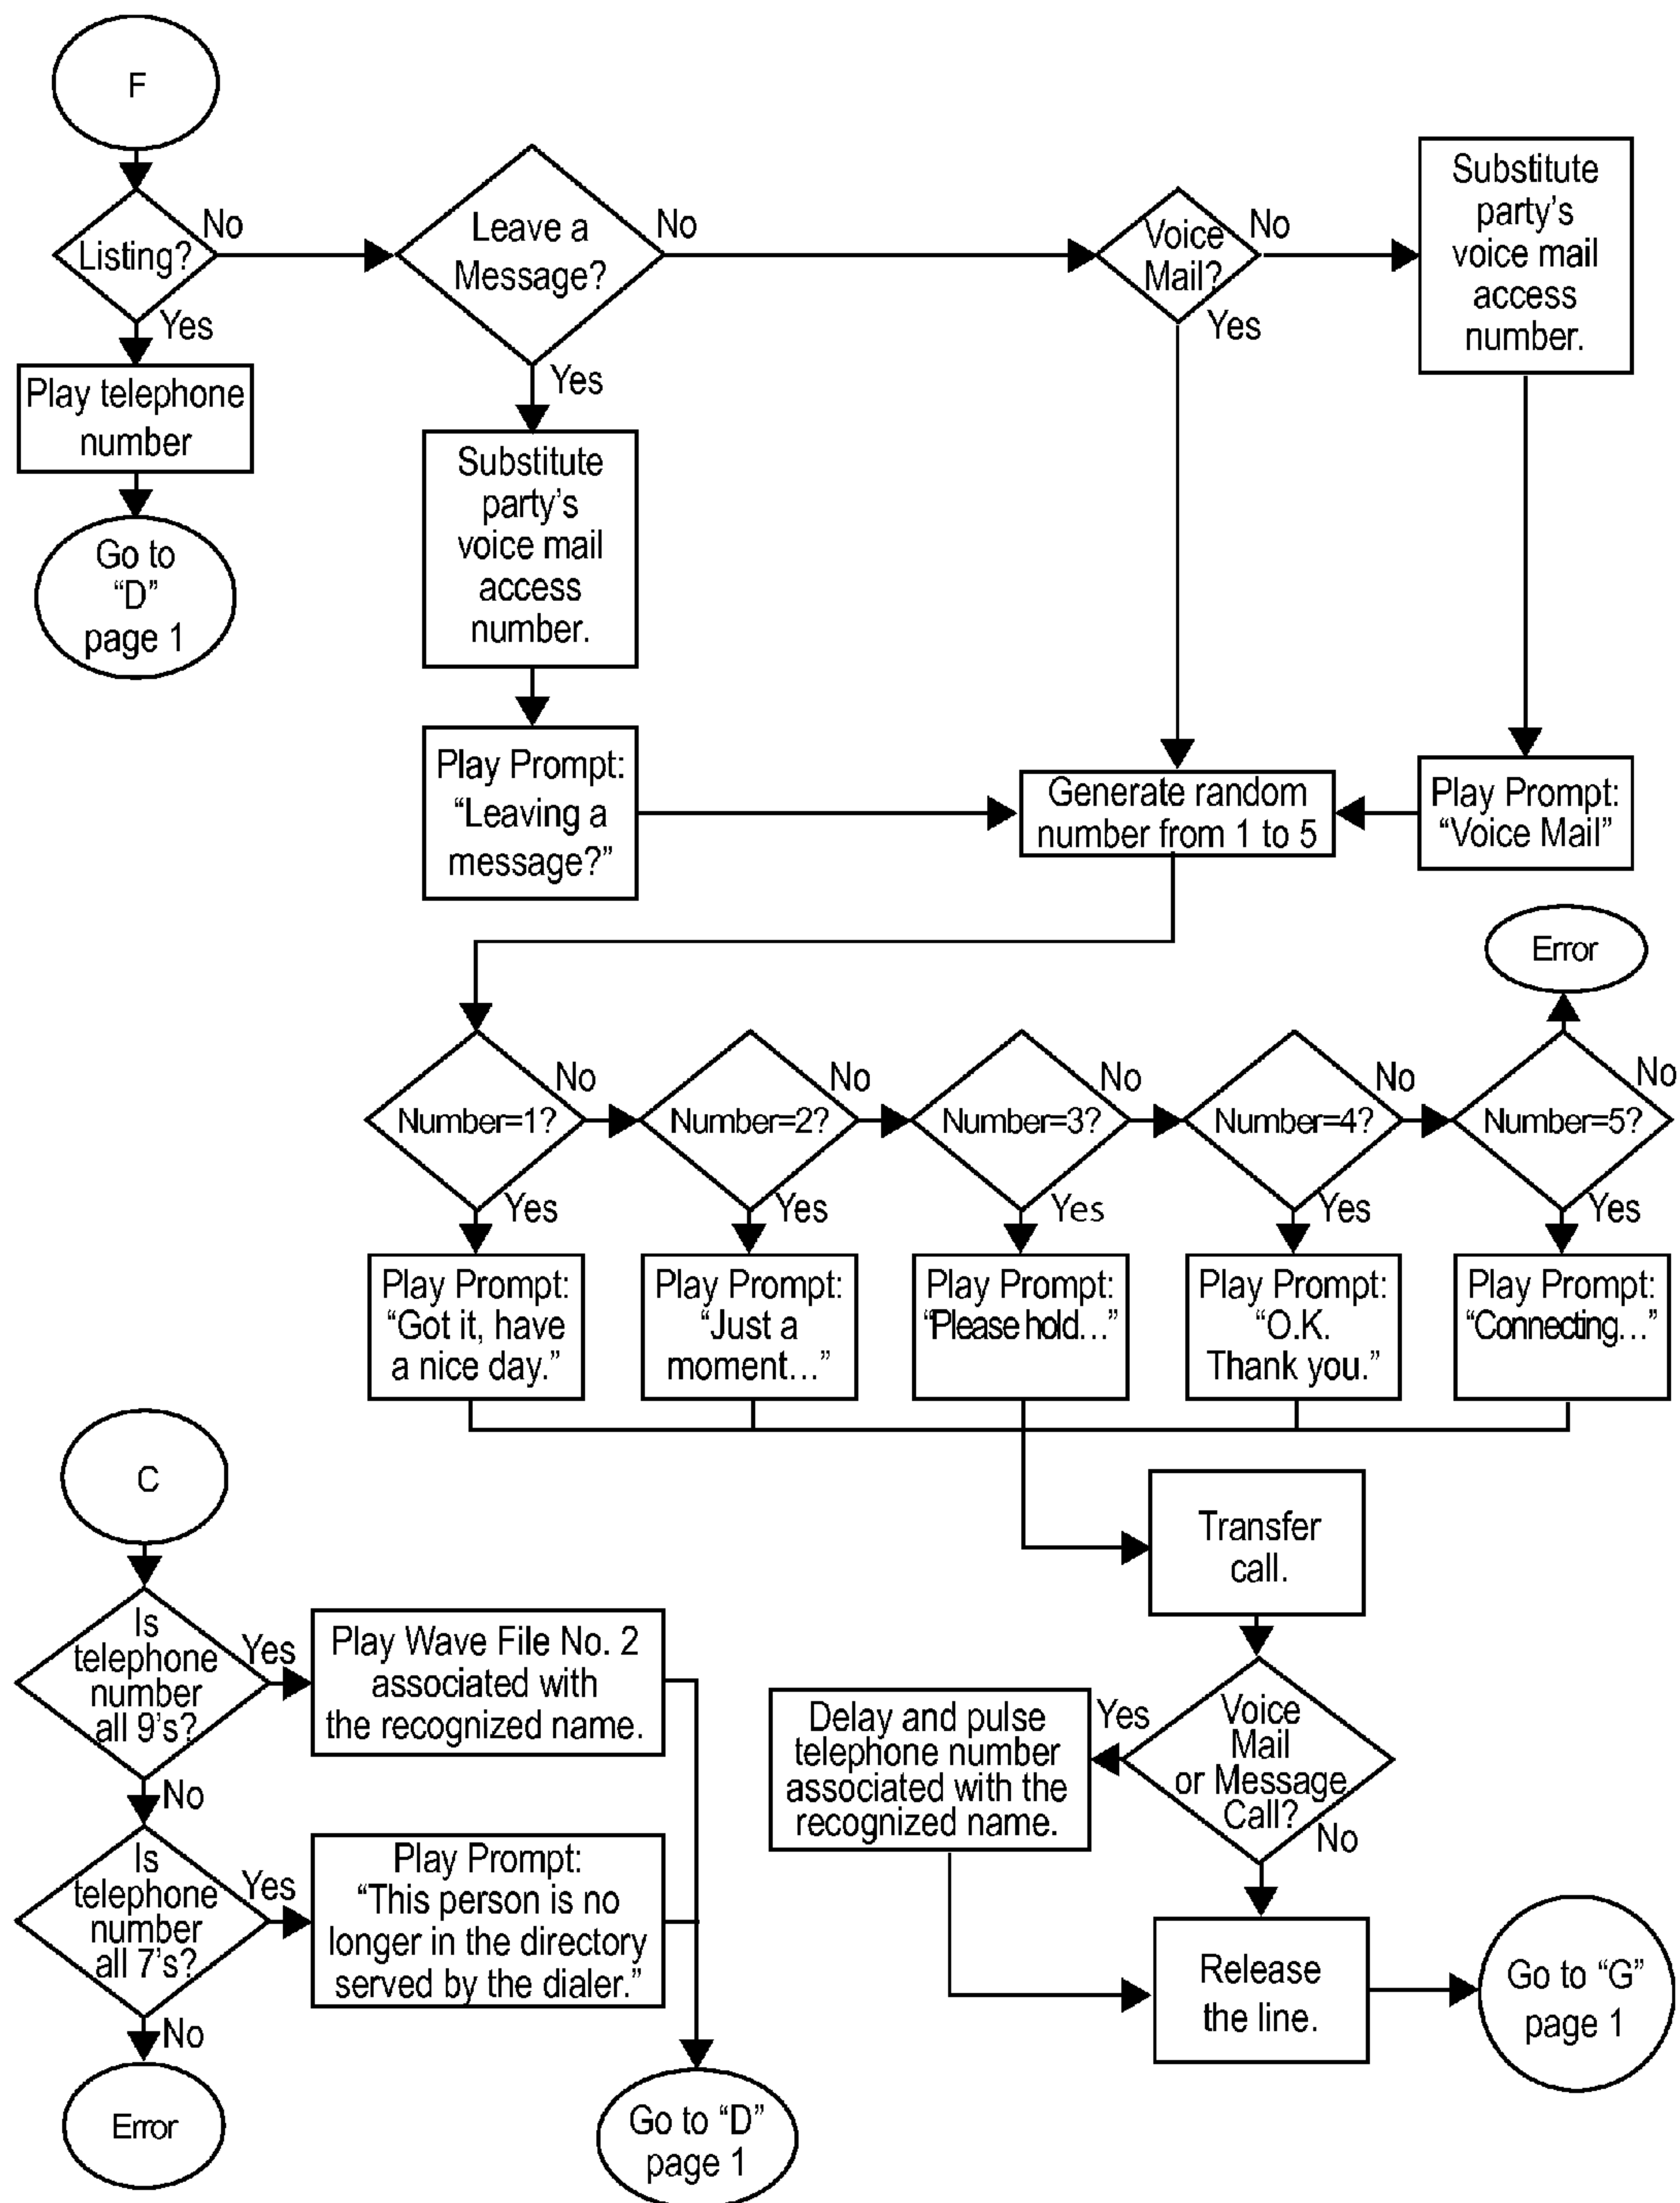 F
Listing?
No
Yes
Play telephone
number
Go to
“D”
page 1
Leave a
Message?
No
Yes
Substitute
party’s
voice mail
access
number.
Play Prompt:
“Leaving a
message?”
Voice
Mail?
No
Yes
Substitute
party’s
voice mail
access
number.
Play Prompt:
“Voice Mail”
Generate random
number from 1 to 5
Number=1?
No
Yes
Number=2?
No
Yes
Number=3?
No
Yes
Number=4?
No
Yes
Number=5?
No
Yes
Error
Play Prompt:
“Got it, have
a nice day.”
Play Prompt:
“Just a
moment...”
Play Prompt:
“Please hold...”
Play Prompt:
“O.K.
Thank you.”
Play Prompt:
“Connecting...”
Transfer
call.
Voice
Mail
or Message
Call?
Yes
No
Delay and pulse
telephone number
associated with the
recognized name.
Release
the line.
Go to “G”
page 1
C
Is
telephone
number
all 9’s?
Yes
No
Play Wave File No. 2
associated with
the recognized name.
Is
telephone
number
all 7’s?
Yes
No
Play Prompt:
“This person is no
longer in the directory
served by the dialer.”
Error
Go to “D”
page 1